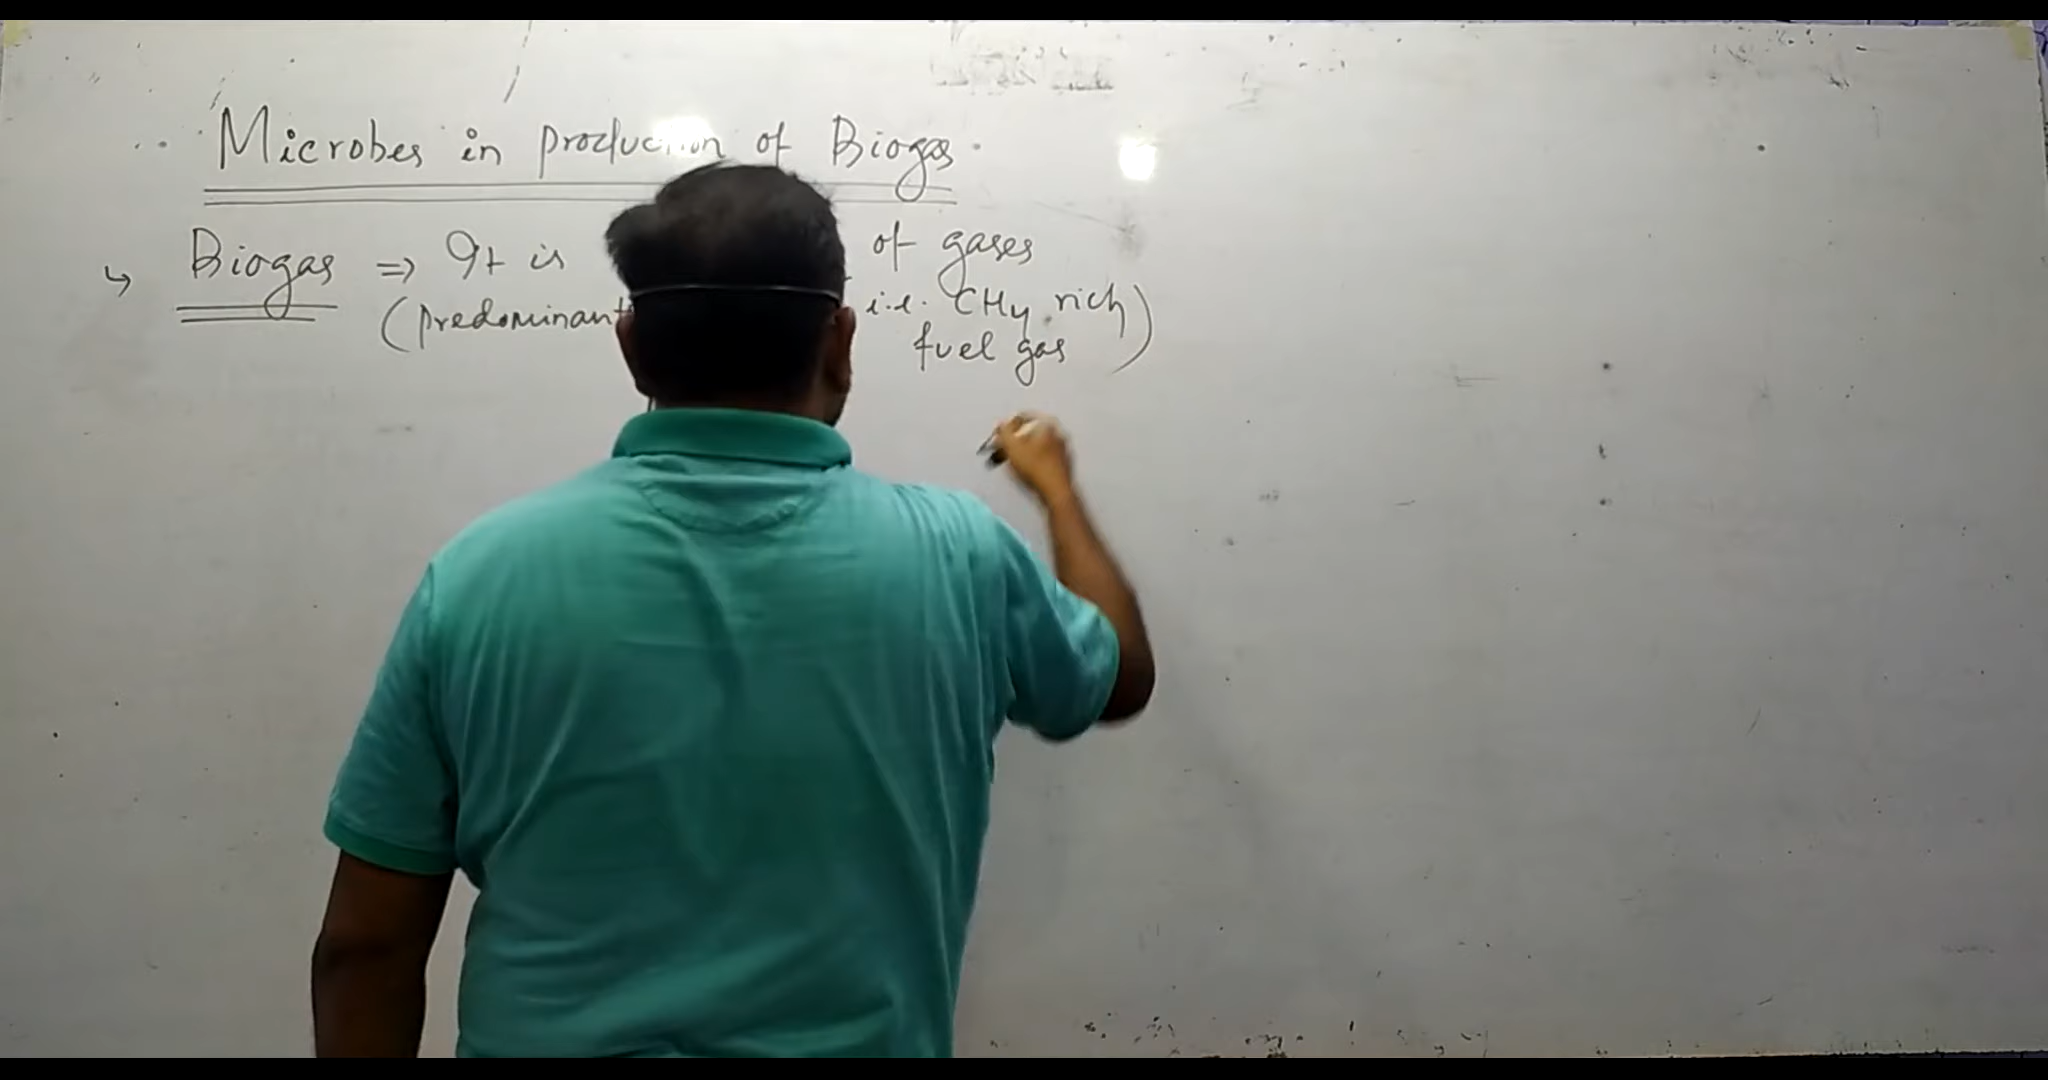 Microbes in production of Biogas
↳ Biogas ⇒ It is of gases
(predominant i.e. CH4 rich
fuel gas)